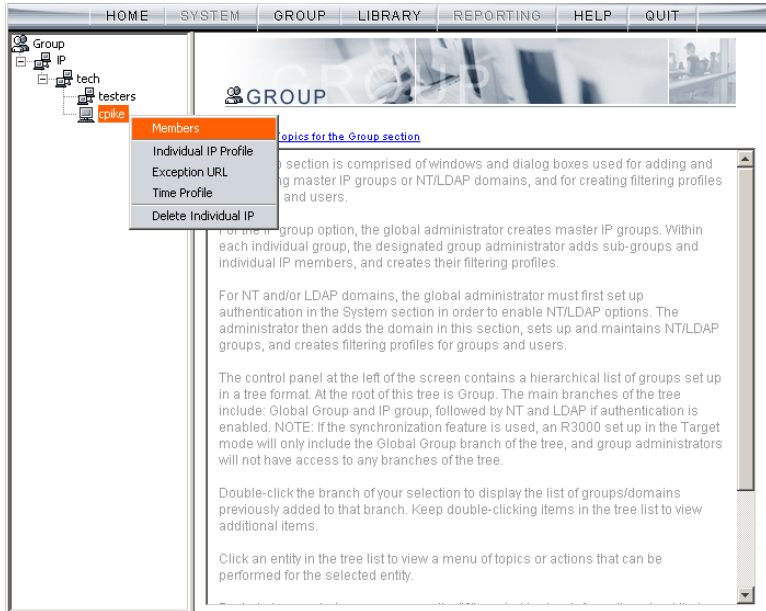 HOME SYSTEM GROUP LIBRARY REPORTING HELP QUIT
Group
IP
tech
testers
cpike
Members
Individual IP Profile
Exception URL
Time Profile
Delete Individual IP
GROUP
GROUP
opics for the Group section
section is comprised of windows and dialog boxes used for adding and
master IP groups or NT/LDAP domains, and for creating filtering profiles
and users.
For the IP group option, the global administrator creates master IP groups. Within
each individual group, the designated group administrator adds sub-groups and
individual IP members, and creates their filtering profiles.
For NT and/or LDAP domains, the global administrator must first set up
authentication in the System section in order to enable NT/LDAP options. The
administrator then adds the domain in this section, sets up and maintains NT/LDAP
groups, and creates filtering profiles for groups and users.
The control panel at the left of the screen contains a hierarchical list of groups set up
in a tree format. At the root of this tree is Group. The main branches of the tree
include: Global Group and IP group, followed by NT and LDAP if authentication is
enabled. NOTE: If the synchronization feature is used, an R3000 set up in the Target
mode will only include the Global Group branch of the tree, and group administrators
will not have access to any branches of the tree.
Double-click the branch of your selection to display the list of groups/domains
previously added to that branch. Keep double-clicking items in the tree list to view
additional items.
Click an entity in the tree list to view a menu of topics or actions that can be
performed for the selected entity.